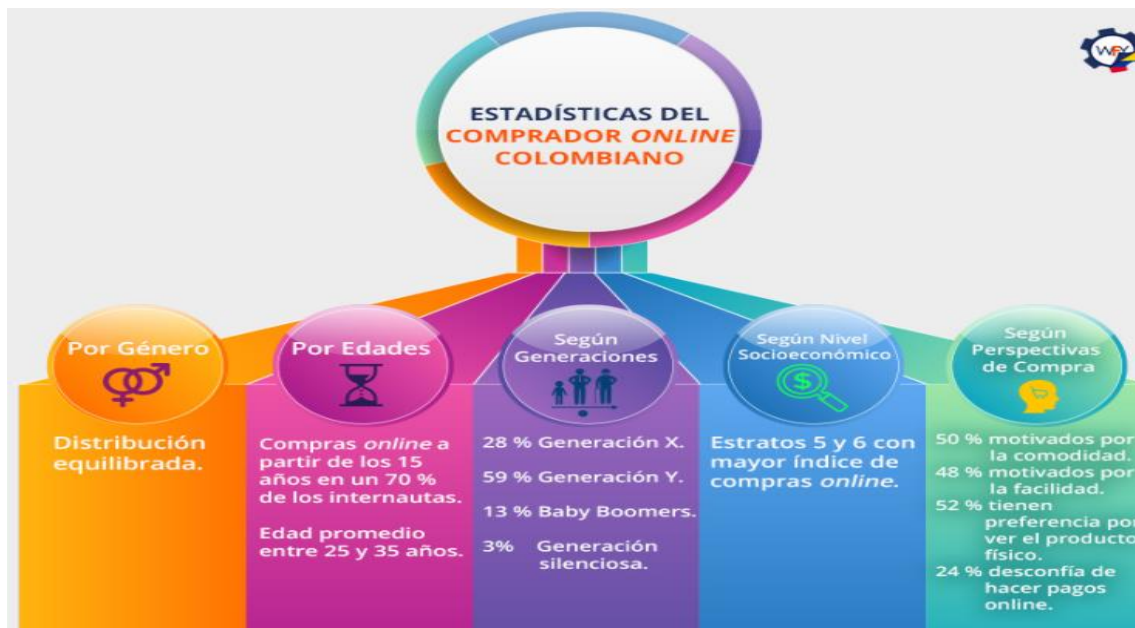 WFY
ESTADÍSTICAS DEL
COMPRADOR ONLINE
COLOMBIANO
Por Género
Distribución
equilibrada.
Por Edades
Compras online a
partir de los 15
años en un 70 %
de los internautas.
Edad promedio
entre 25 y 35 años.
Según
Generaciones
28 % Generación X.
59 % Generación Y.
13 % Baby Boomers.
3% Generación
silenciosa.
Según Nivel
Socioeconómico
$
Estratos 5 y 6 con
mayor índice de
compras online.
Según
Perspectivas
de Compra
50 % motivados por
la comodidad.
48 % motivados por
la facilidad.
52 % tienen
preferencia por
ver el producto
físico.
24 % desconfía de
hacer pagos
online.